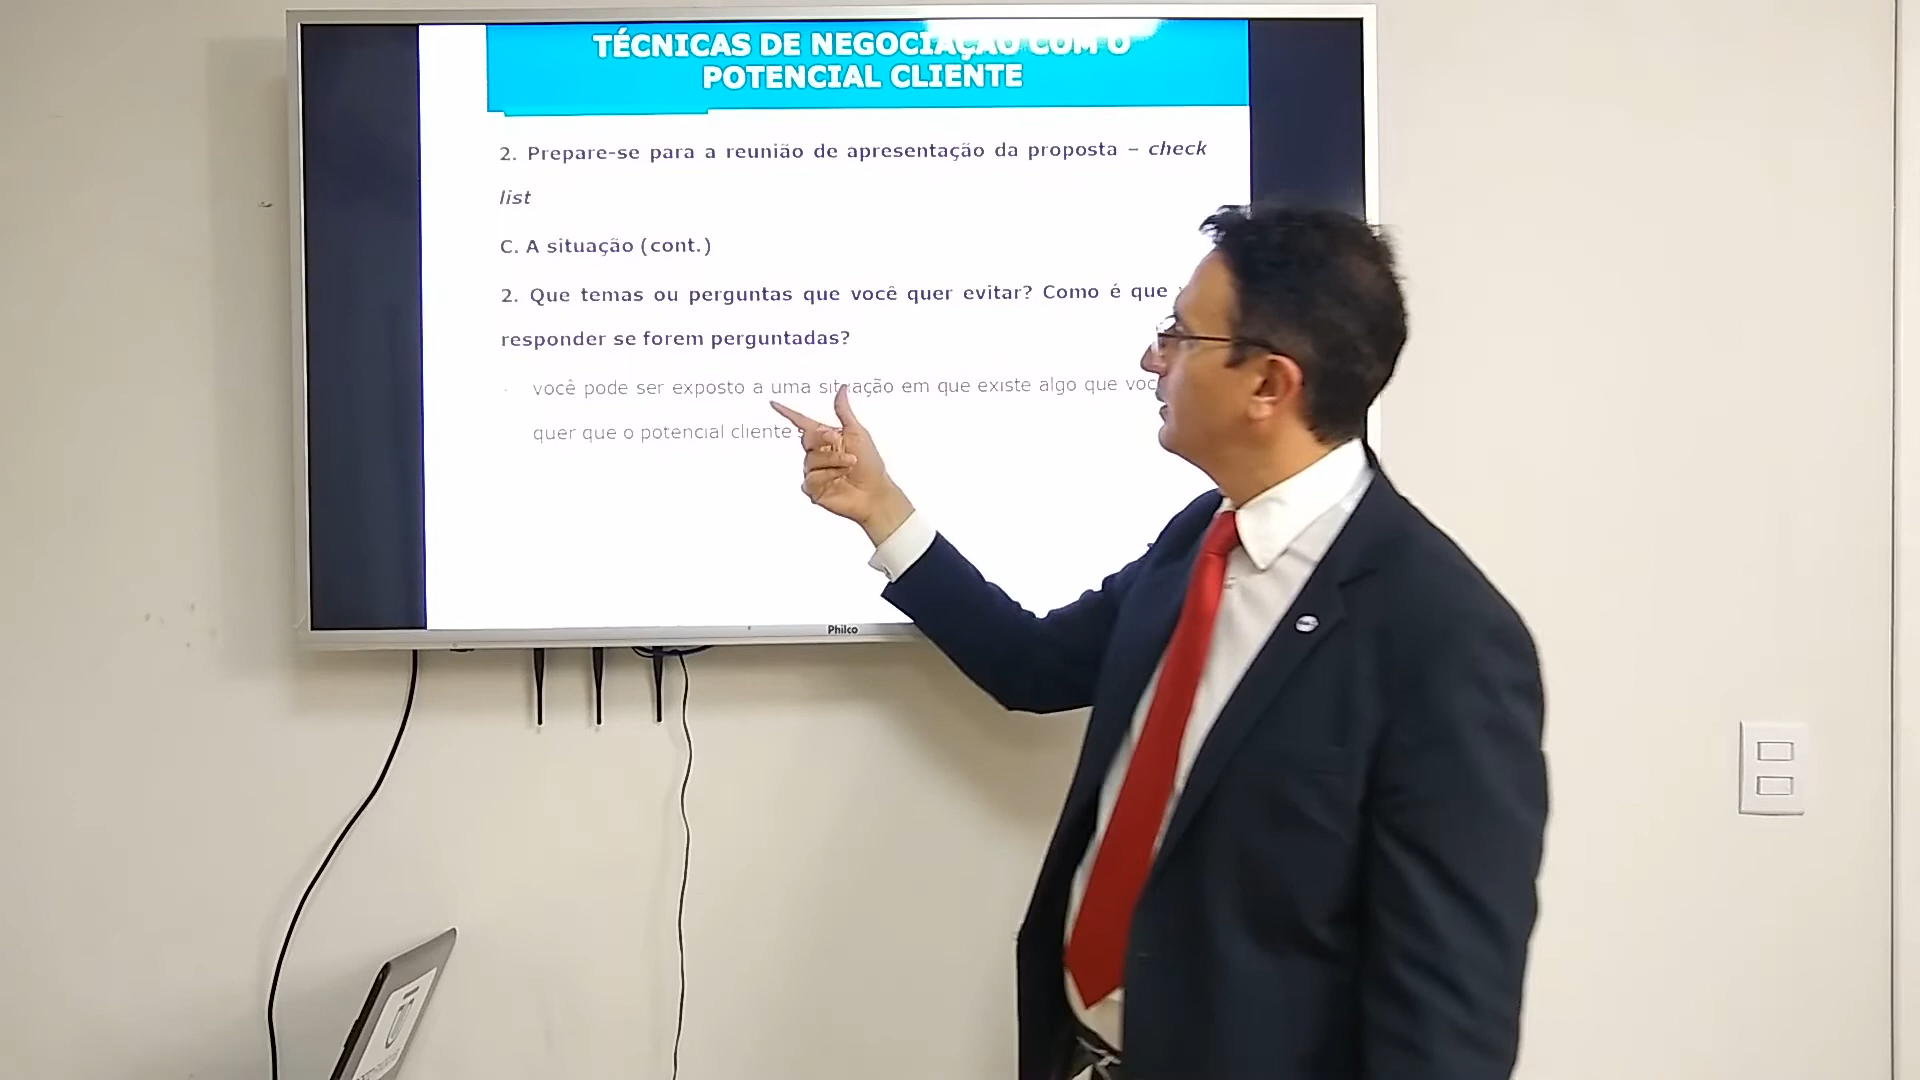 TÉCNICAS DE NEGOCIAÇÃO COM O
POTENCIAL CLIENTE
2. Prepare-se para a reunião de apresentação da proposta – check
list
C. A situação (cont.)
2. Que temas ou perguntas que você quer evitar? Como é que
responder se forem perguntadas?
você pode ser exposto a uma situação em que existe algo que
quer que o potencial cliente
Philco